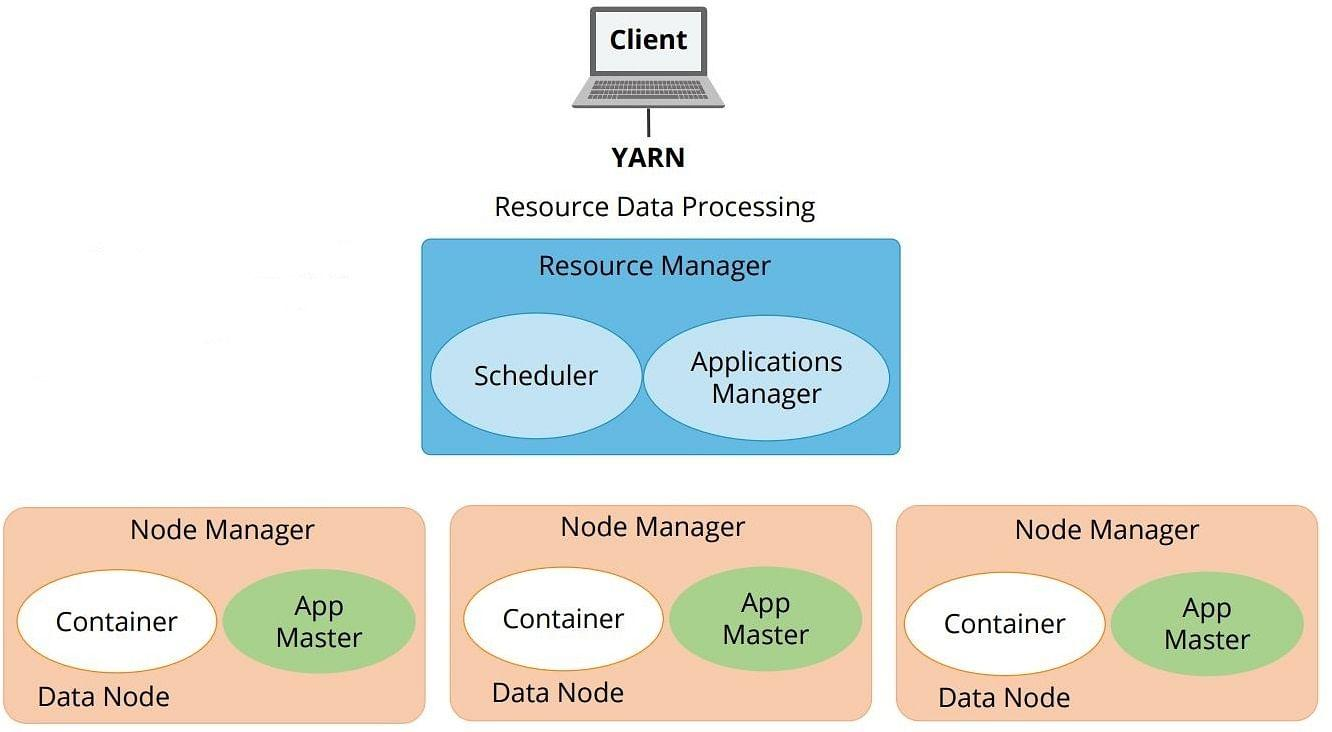 Client
YARN
Resource Data Processing
Resource Manager
Scheduler
Applications
Manager
Node Manager
Container
App
Master
Data Node
Node Manager
Container
App
Master
Data Node
Node Manager
Container
App
Master
Data Node